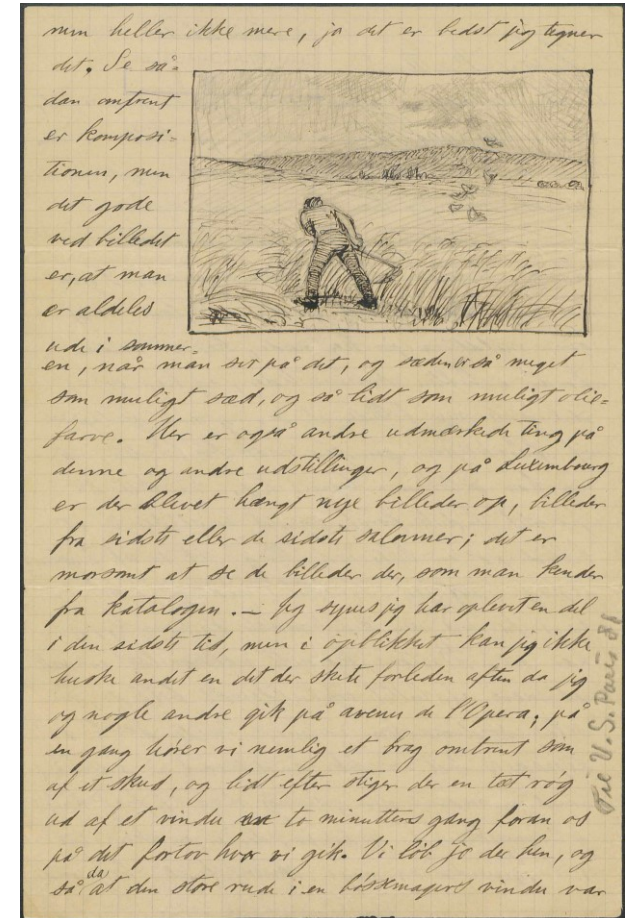 men heller ikke mere, jo det er bedst jeg tegner
det. Se så-
dan omtrent
er komposi-
tionen, men
det gode
ved billedet
er, at man
er aldeles
ude i sommer-
en, når man ser på det, og sæden er så meget
som muligt sæd, og så lidt som muligt olie-
farve. Her er også andre udmærkede ting på
denne og andre udstillinger, og på Luxembourg
er der blevet hængt nye billeder op, billeder
fra sidste eller de sidste saloner; det er
morsomt at se de billeder der, som man kender
fra katalogen. — Jeg synes jeg har oplevet en del
i den sidste tid, men i øjeblikket kan jeg ikke
huske andet en det der skete forleden aften da jeg
og nogle andre gik på avenue de l'Opera; på
en gang hører vi nemlig et brag omtrent som
af et skud, og lidt efter stiger der en tæt røg
ud af et vindu to minutters gang foran os
på det fortov hvor vi gik. Vi løb jo der hen, og
så da at den store rude i en bøssemagers vindu var
Til V. S. Paris 88